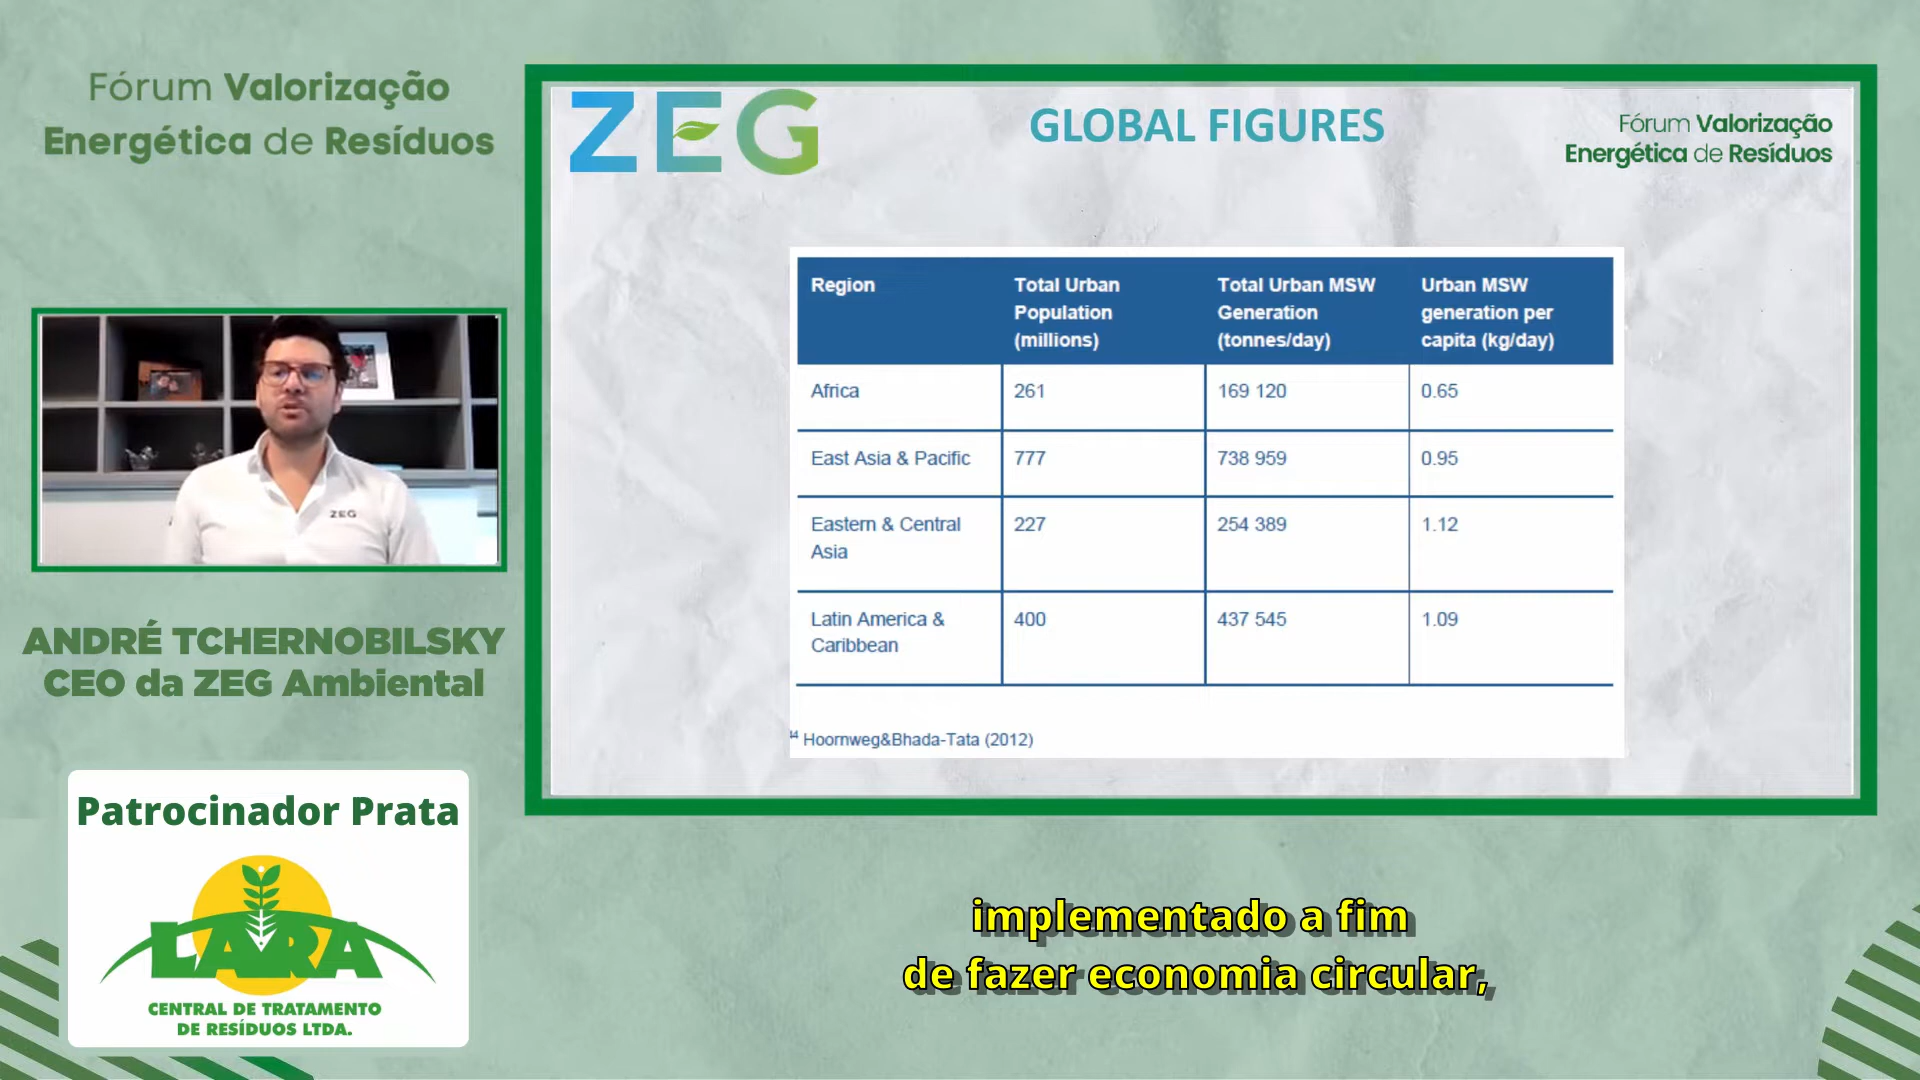 Fórum Valorização
Energética de Resíduos
ZEG
GLOBAL FIGURES
Fórum Valorização
Energética de Resíduos
Region
Total Urban
Population
(millions)
Total Urban MSW
Generation
(tonnes/day)
Urban MSW
generation per
capita (kg/day)
Africa
261
169 120
0.65
East Asia & Pacific
777
738 959
0.95
Eastern & Central
Asia
227
254 389
1.12
Latin America &
Caribbean
400
437 545
1.09
44 Hoornweg&Bhada-Tata (2012)
ZEG
ANDRÉ TCHERNOBILSKY
CEO da ZEG Ambiental
Patrocinador Prata
LARA
CENTRAL DE TRATAMENTO
DE RESÍDUOS LTDA.
implementado a fim
de fazer economia circular,